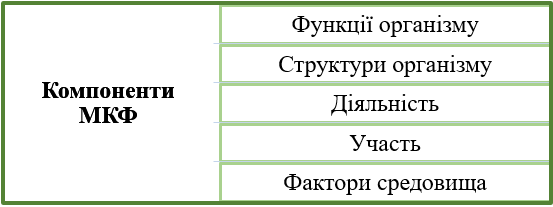 Компоненти
МКФ
Функції організму
Структури організму
Діяльність
Участь
Фактори средовища